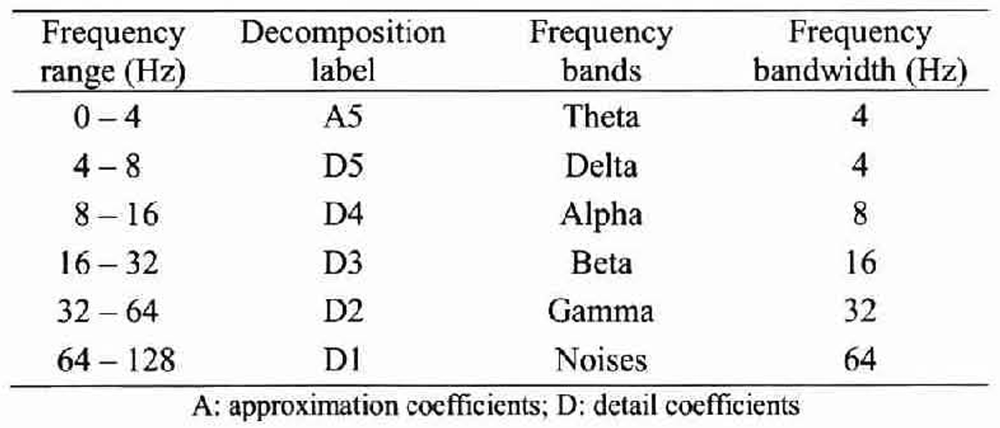 Frequency range (Hz) Decomposition label Frequency bands Frequency bandwidth (Hz)
0 – 4 A5 Theta 4
4 – 8 D5 Delta 4
8 – 16 D4 Alpha 8
16 – 32 D3 Beta 16
32 – 64 D2 Gamma 32
64 – 128 D1 Noises 64
A: approximation coefficients; D: detail coefficients